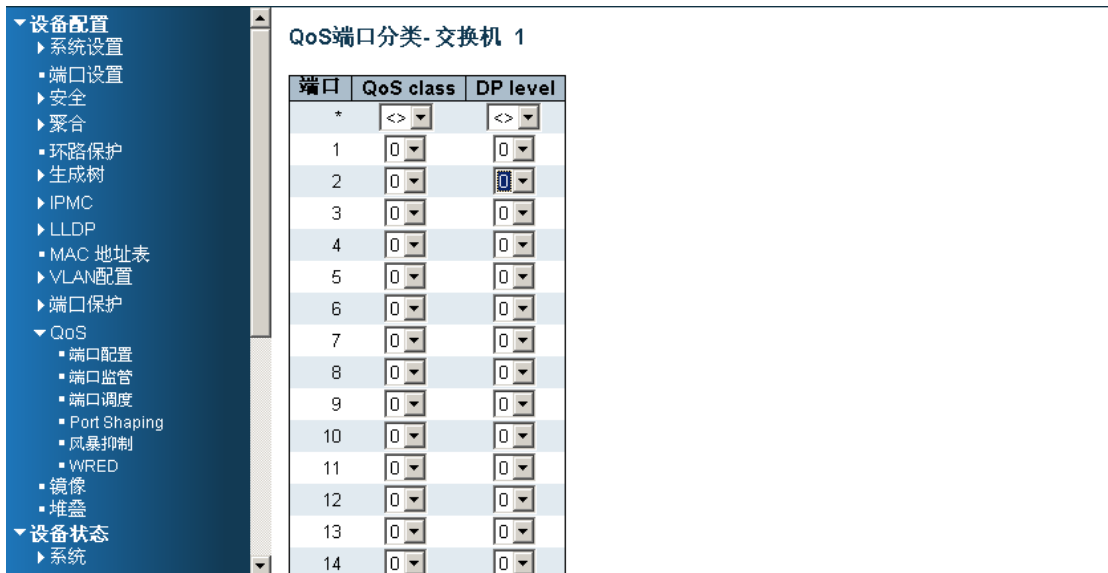 设备配置
系统设置
端口设置
安全
聚合
环路保护
生成树
IPMC
LLDP
MAC 地址表
VLAN配置
端口保护
QoS
端口配置
端口监管
端口调度
Port Shaping
风暴抑制
WRED
镜像
堆叠
设备状态
系统
QoS端口分类- 交换机 1
端口 QoS class DP level
* <> <>
1 0 0
2 0 0
3 0 0
4 0 0
5 0 0
6 0 0
7 0 0
8 0 0
9 0 0
10 0 0
11 0 0
12 0 0
13 0 0
14 0 0